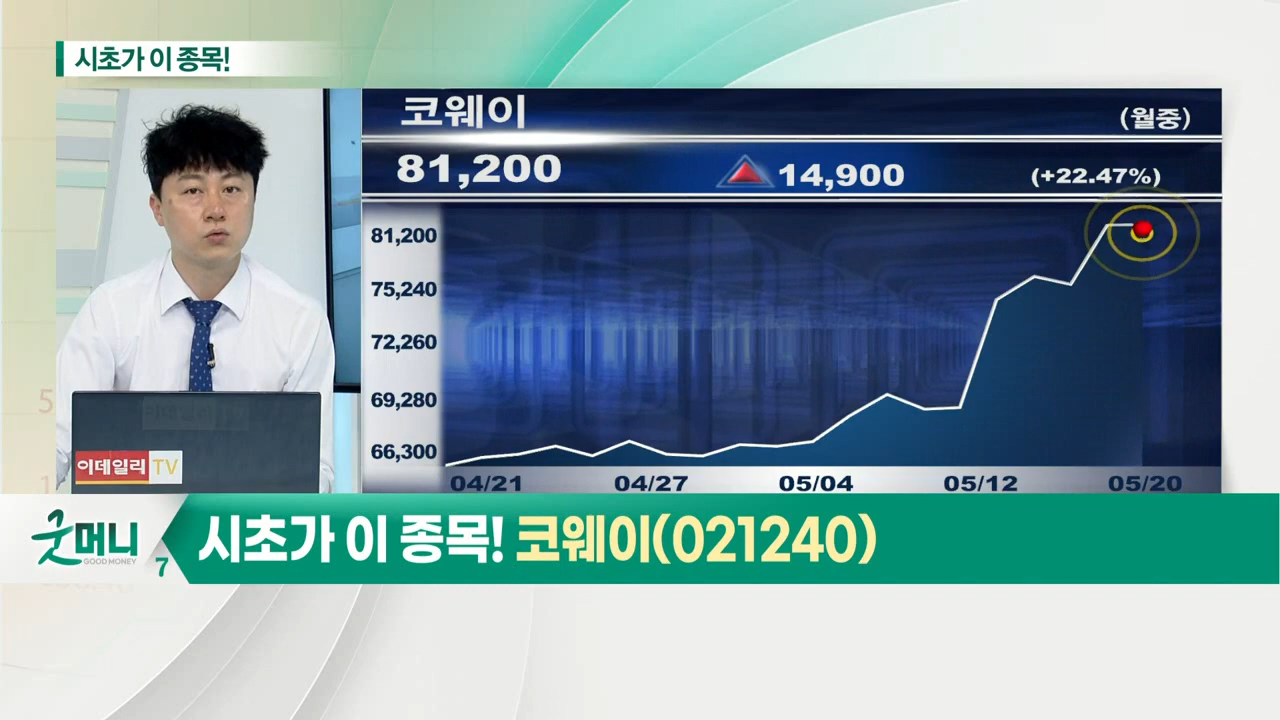 시초가 이 종목!
코웨이
(월중)
81,200
14,900
(+22.47%)
81,200
75,240
72,260
69,280
66,300
04/21
04/27
05/04
05/12
05/20
이데일리 TV
굿머니
GOOD MONEY
7
시초가 이 종목! 코웨이(021240)